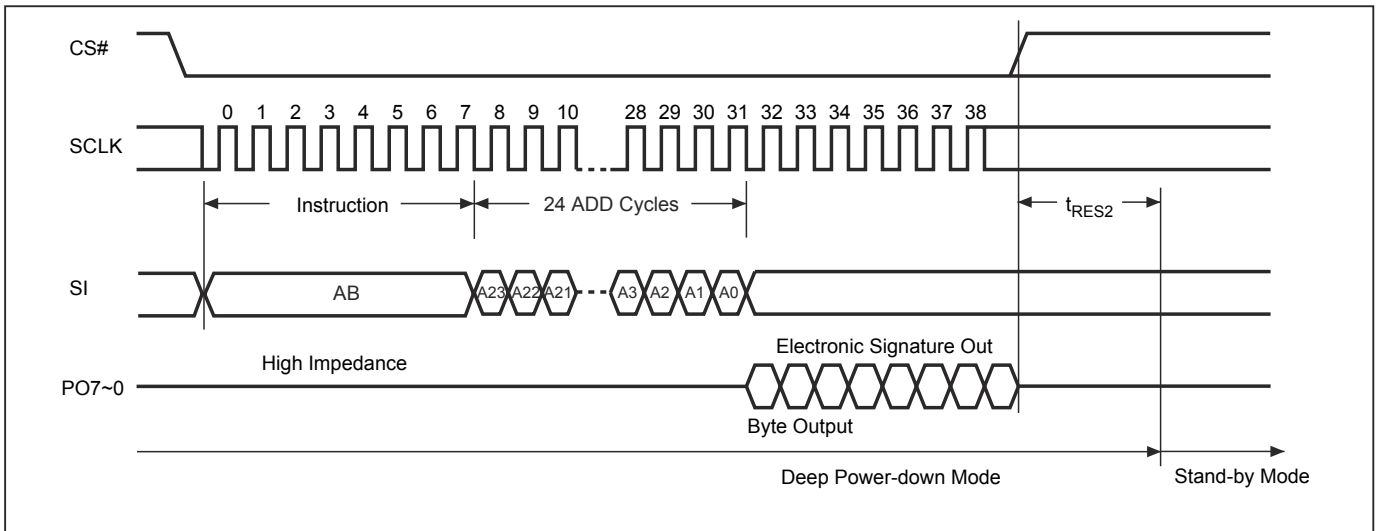 CS#
0 1 2 3 4 5 6 7 8 9 10 28 29 30 31 32 33 34 35 36 37 38
SCLK
Instruction 24 ADD Cycles tRES2
SI AB A23 A22 A21 A3 A2 A1 A0
Electronic Signature Out
High Impedance
PO7~0
Byte Output
Deep Power-down Mode Stand-by Mode